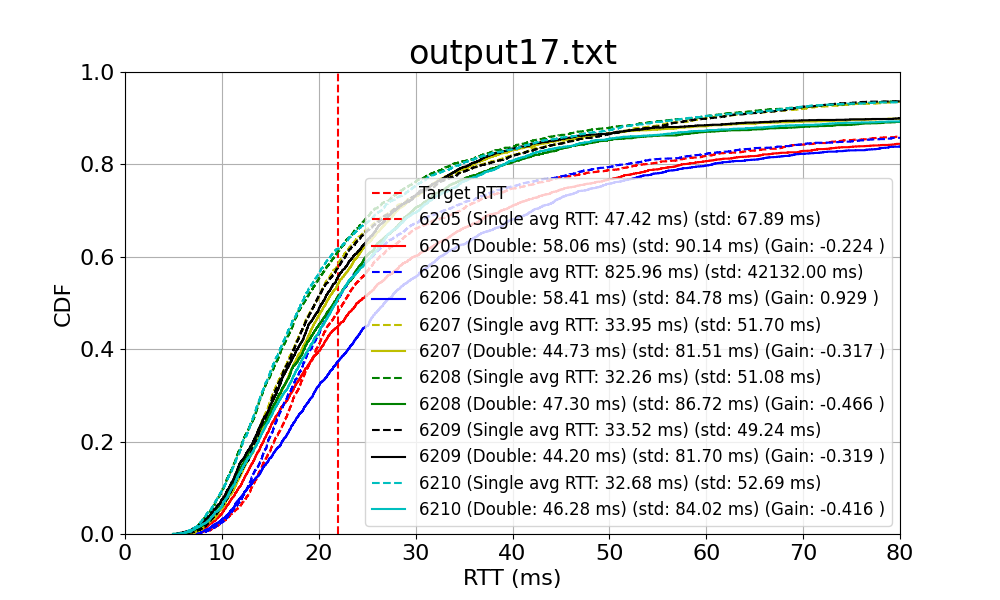 output17.txt
1.0
0.8
0.6
0.4
0.2
0.0
CDF
Target RTT
6205 (Single avg RTT: 47.42 ms) (std: 67.89 ms)
6205 (Double: 58.06 ms) (std: 90.14 ms) (Gain: -0.224 )
6206 (Single avg RTT: 825.96 ms) (std: 42132.00 ms)
6206 (Double: 58.41 ms) (std: 84.78 ms) (Gain: 0.929 )
6207 (Single avg RTT: 33.95 ms) (std: 51.70 ms)
6207 (Double: 44.73 ms) (std: 81.51 ms) (Gain: -0.317 )
6208 (Single avg RTT: 32.26 ms) (std: 51.08 ms)
6208 (Double: 47.30 ms) (std: 86.72 ms) (Gain: -0.466 )
6209 (Single avg RTT: 33.52 ms) (std: 49.24 ms)
6209 (Double: 44.20 ms) (std: 81.70 ms) (Gain: -0.319 )
6210 (Single avg RTT: 32.68 ms) (std: 52.69 ms)
6210 (Double: 46.28 ms) (std: 84.02 ms) (Gain: -0.416 )
0 10 20 30 40 50 60 70 80
RTT (ms)